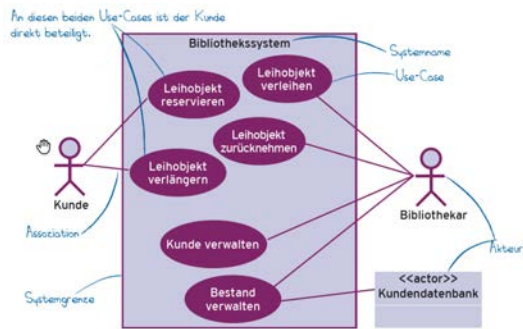 An diesen beiden Use-Cases ist der Kunde
direkt beteiligt.
Bibliothekssystem
Systemname
Leihobjekt
reservieren
Leihobjekt
verleihen
Use-Case
Leihobjekt
zurücknehmen
Leihobjekt
verlängern
Kunde
Bibliothekar
Assoziation
Kunde verwalten
Akteur
Systemgrenze
Bestand
verwalten
<<actor>>
Kundendatenbank